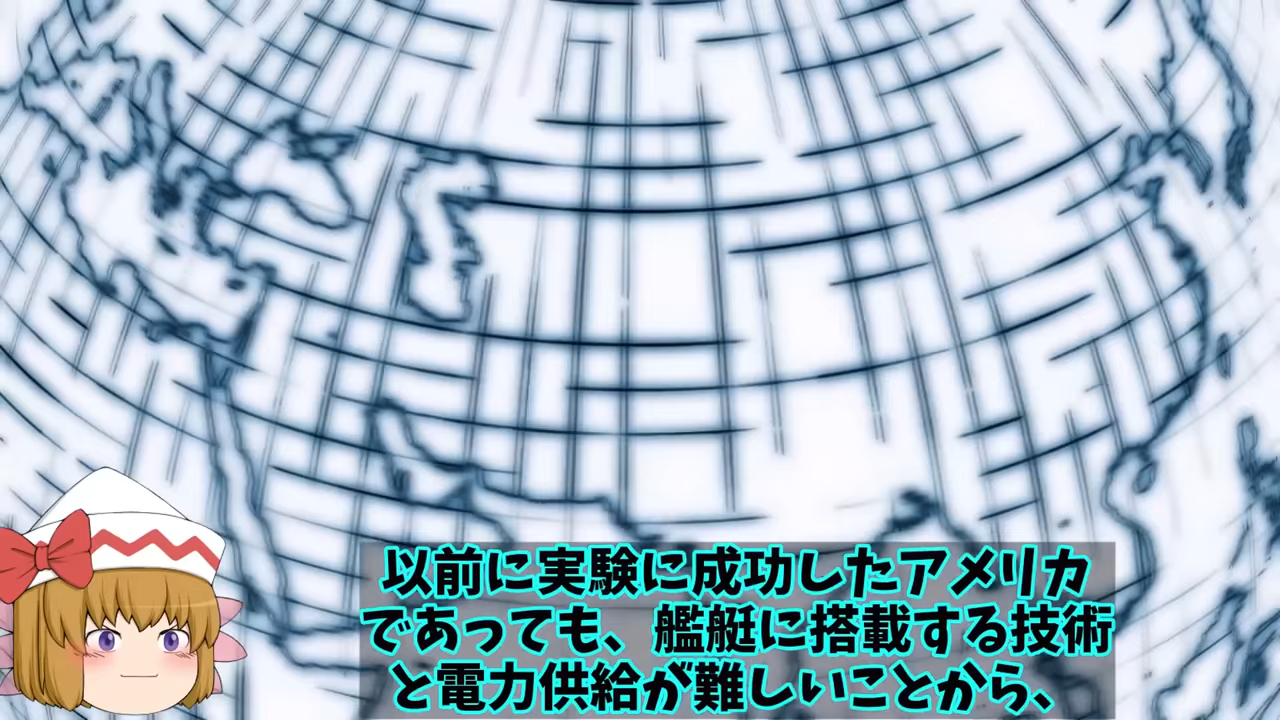 以前に実験に成功したアメリカ
であっても、艦艇に搭載する技術
と電力供給が難しいことから、